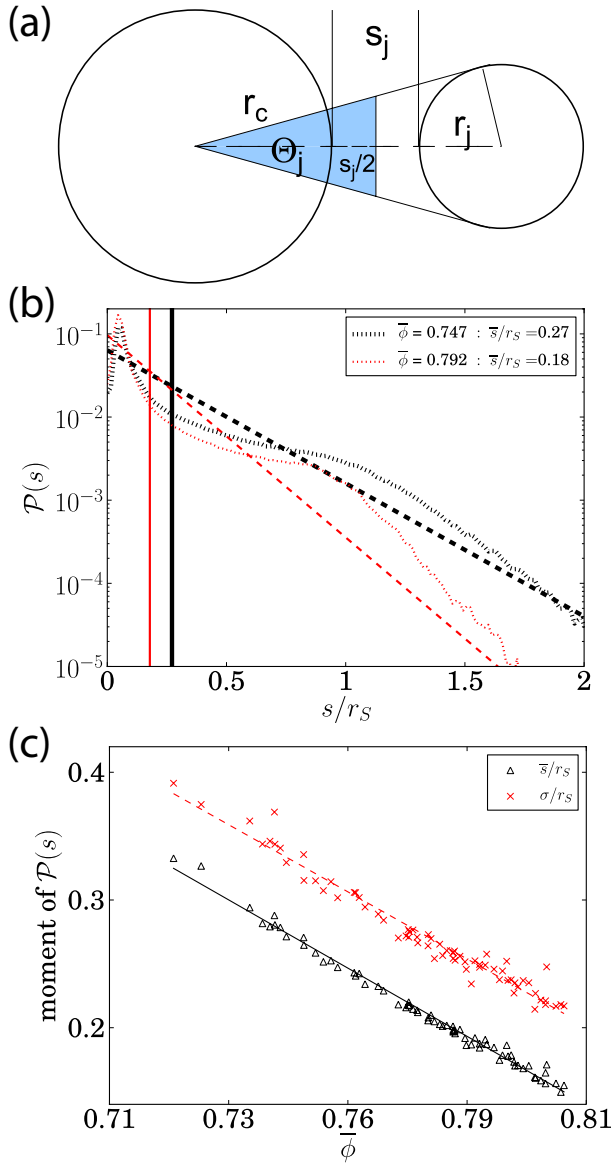 (a)
s_j
r_c
r_j
Θ_j
s_j/2
(b)
10^{-1}
10^{-2}
10^{-3}
10^{-4}
10^{-5}
P(s)
ϕ̅ = 0.747 : s̅/r_S = 0.27
ϕ̅ = 0.792 : s̅/r_S = 0.18
0 0.5 1 1.5 2
s/r_S
(c)
0.4
0.3
0.2
moment of P(s)
s̅/r_S
σ/r_S
0.71 0.73 0.76 0.79 0.81
ϕ̅